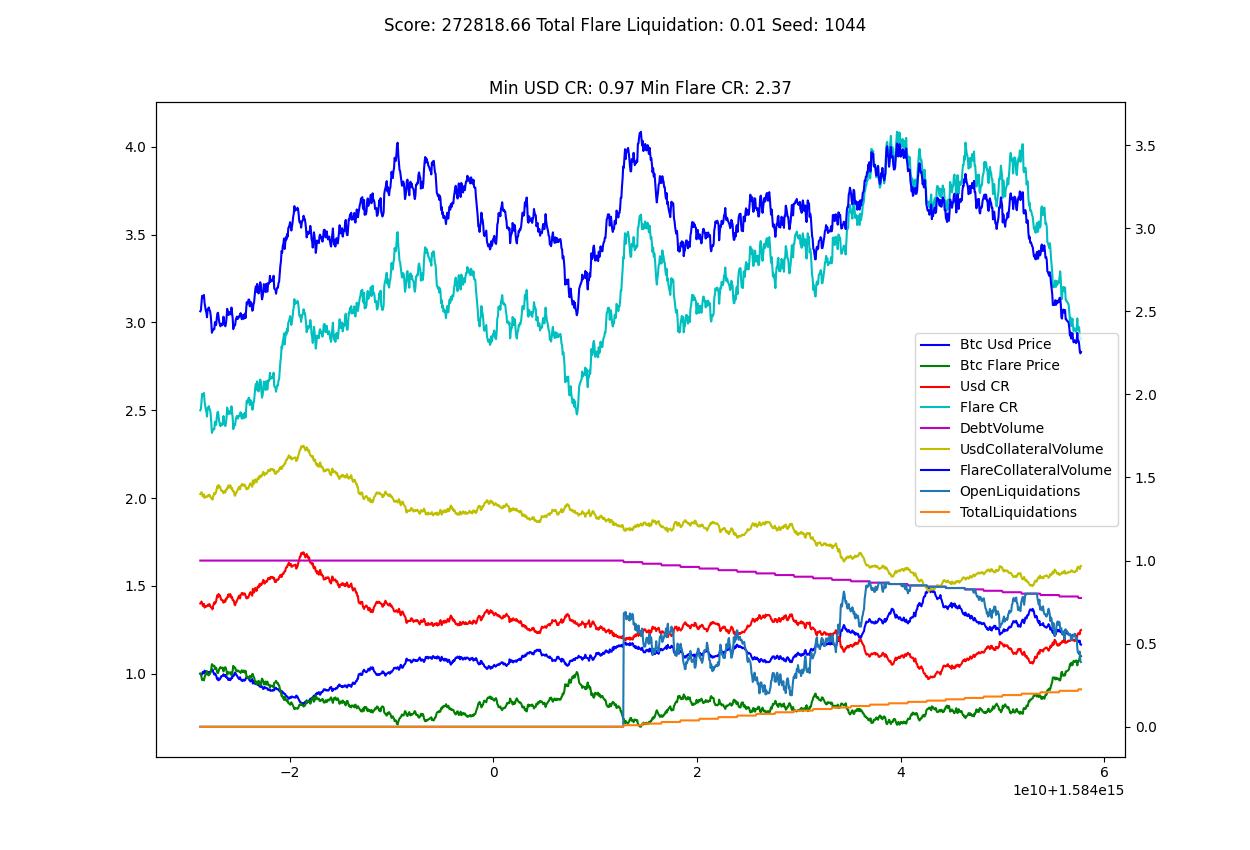 Score: 272818.66 Total Flare Liquidation: 0.01 Seed: 1044
Min USD CR: 0.97 Min Flare CR: 2.37
4.0
3.5
3.0
2.5
2.0
1.5
1.0
3.5
3.0
2.5
2.0
1.5
1.0
0.5
0.0
Btc Usd Price
Btc Flare Price
Usd CR
Flare CR
DebtVolume
UsdCollateralVolume
FlareCollateralVolume
OpenLiquidations
TotalLiquidations
−2 0 2 4 6
1e10+1.584e15